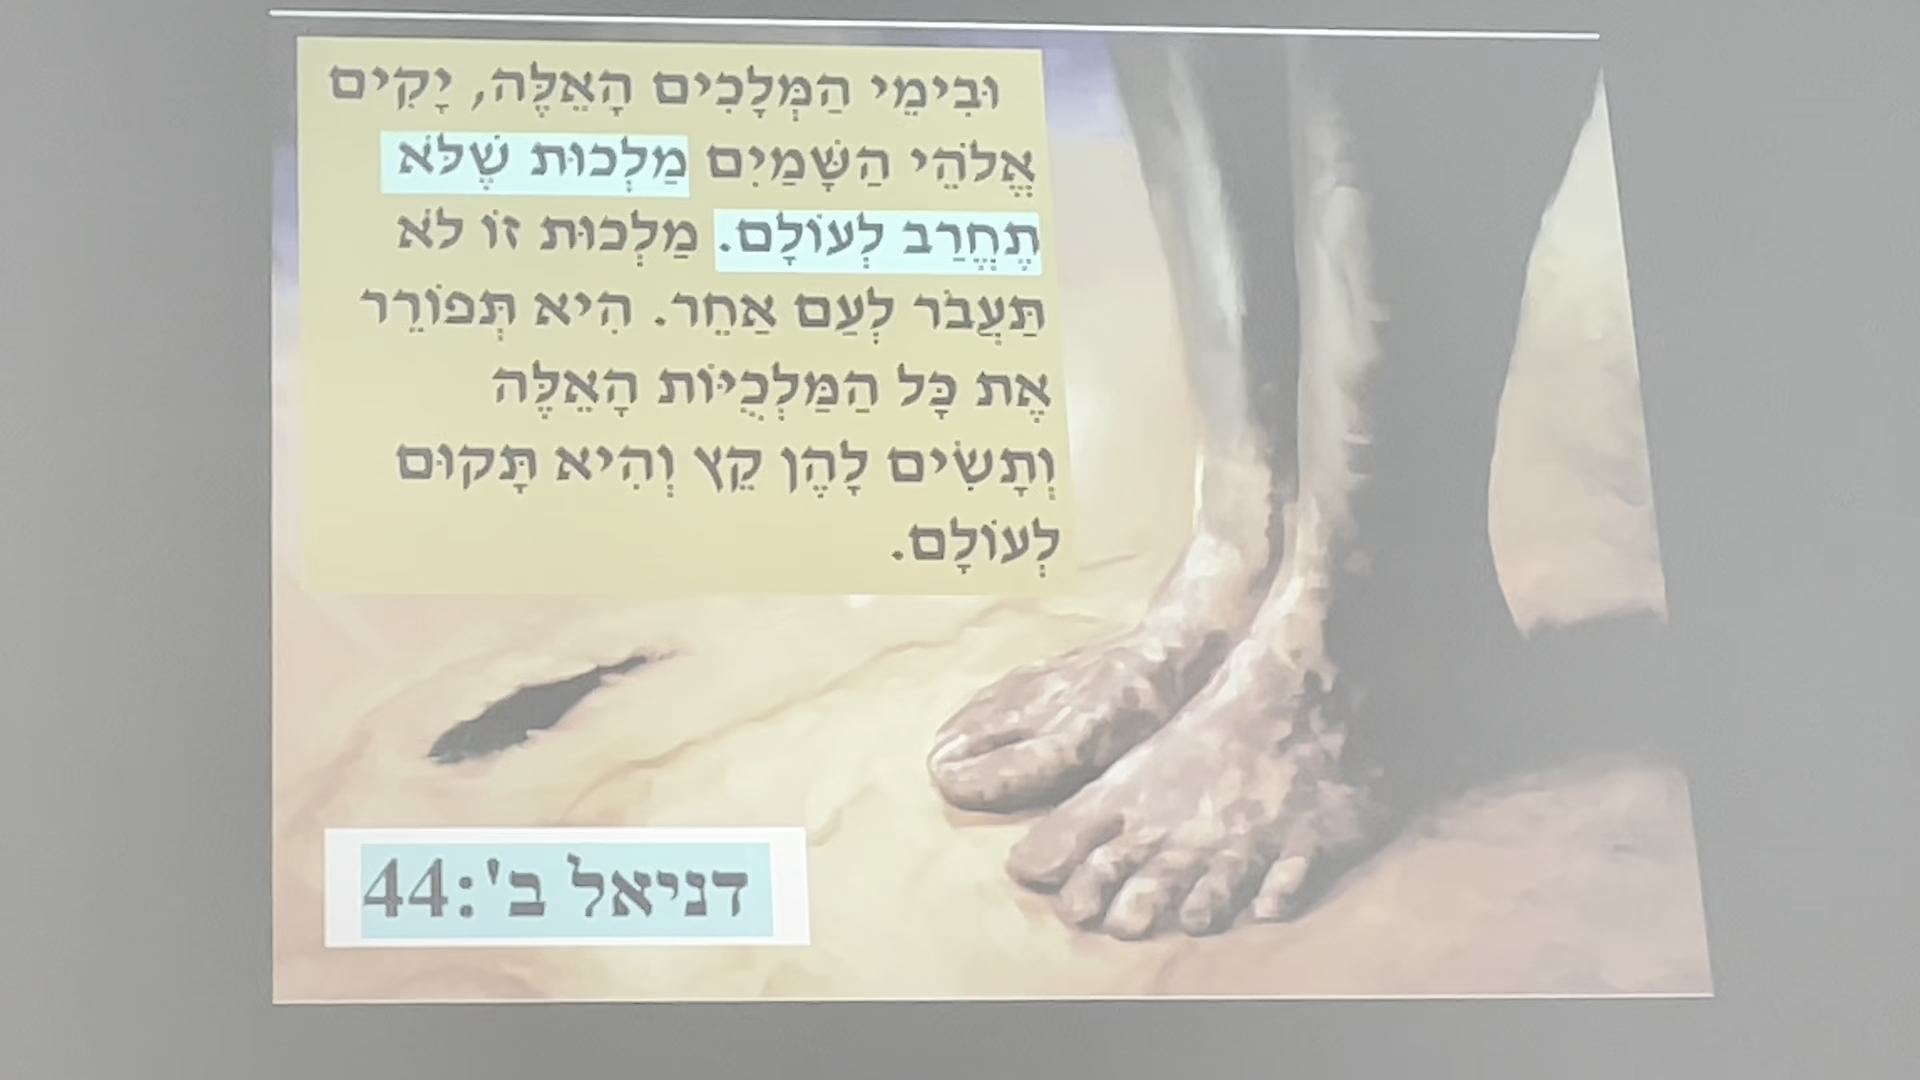 וּבִימֵי הַמְּלָכִים הָאֵלֶּה, יָקִים
אֱלֹהֵי הַשָּׁמַיִם מַלְכוּת שֶׁלֹּא
תֶחֱרַב לְעוֹלָם. מַלְכוּת זוֹ לֹא
תַּעֲבֹר לְעַם אַחֵר. הִיא תְּפוֹרֵר
אֶת כָּל הַמַּלְכֻיּוֹת הָאֵלֶּה
וְתָשִׂים לָהֶן קֵץ וְהִיא תָּקוּם
לְעוֹלָם.
דניאל ב':44